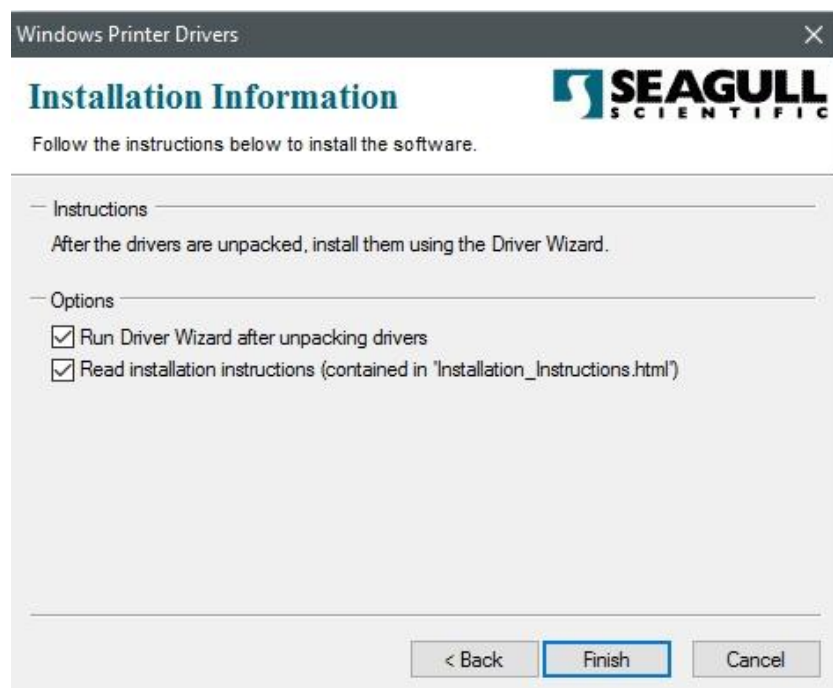 Windows Printer Drivers
Installation Information
SEAGULL
SCIENTIFIC
Follow the instructions below to install the software.
Instructions
After the drivers are unpacked, install them using the Driver Wizard.
Options
Run Driver Wizard after unpacking drivers
Read installation instructions (contained in 'Installation_Instructions.html')
< Back Finish Cancel